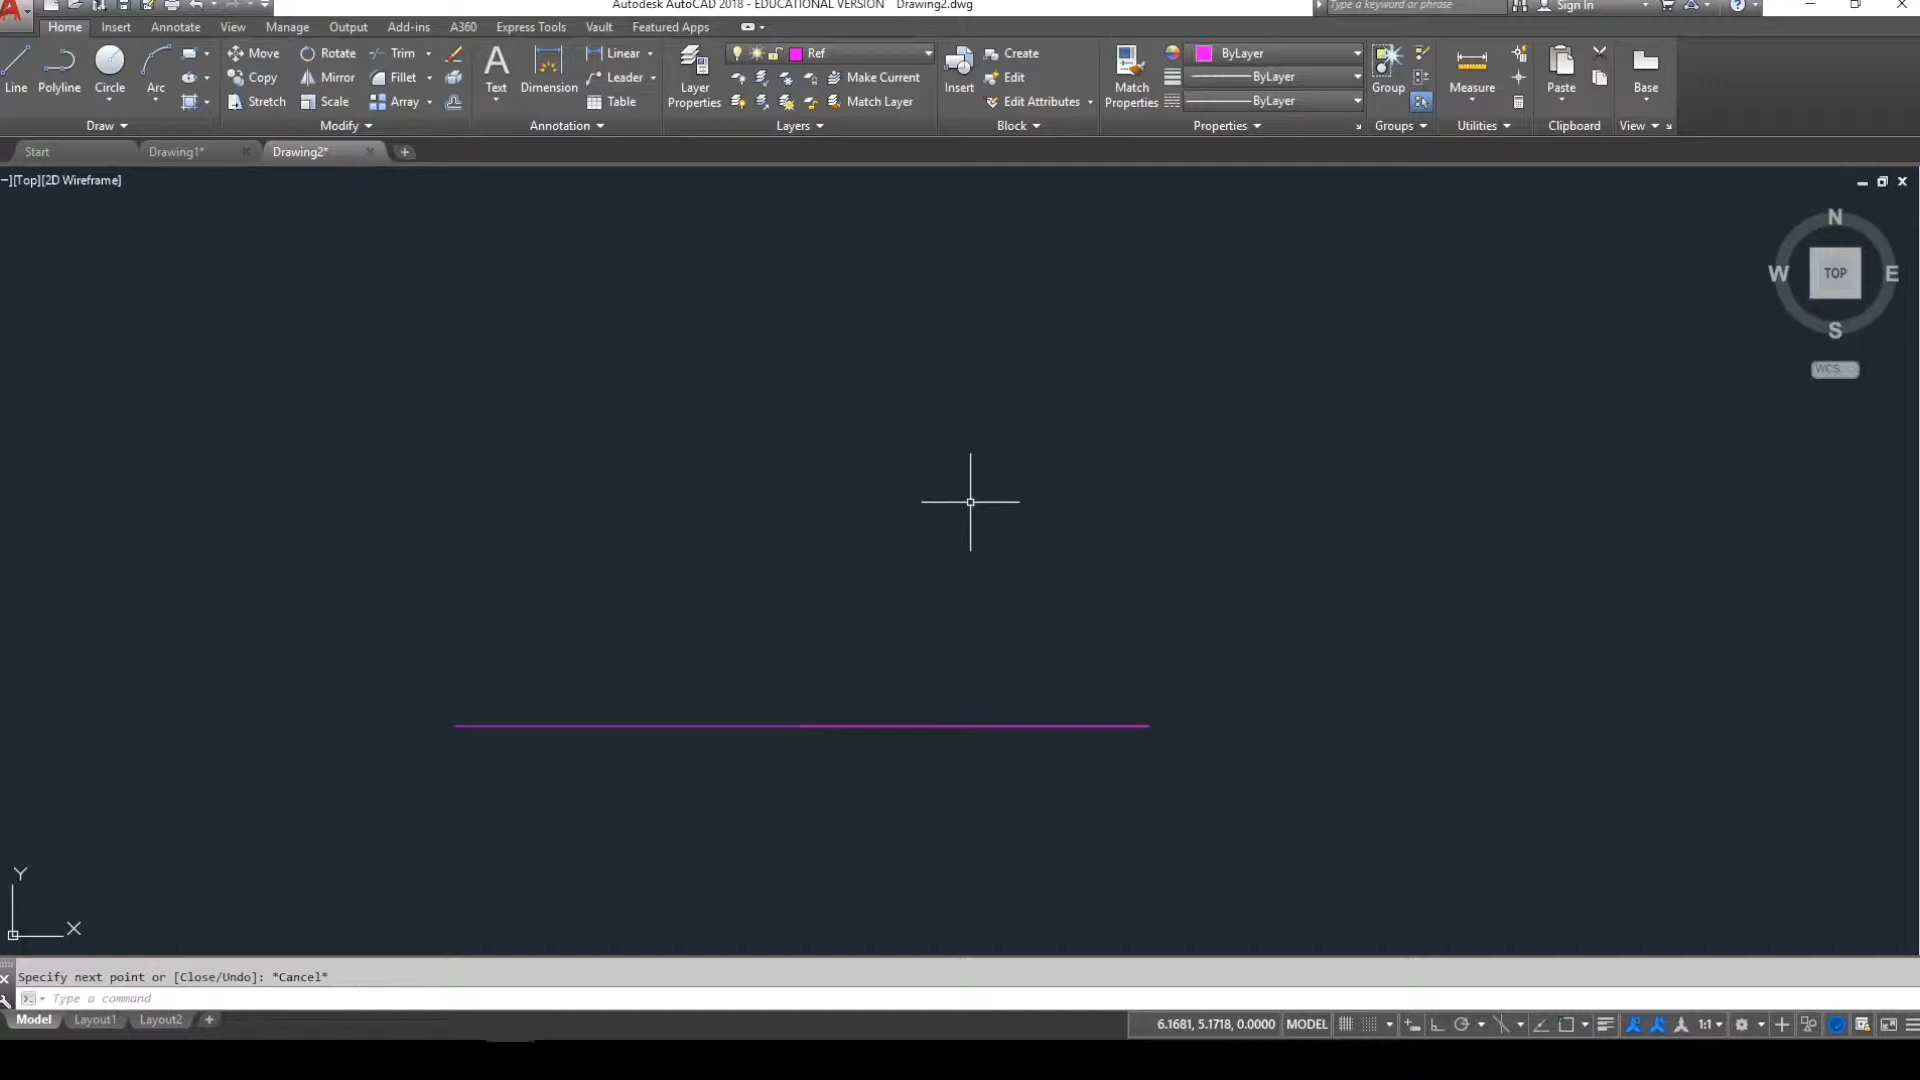 Autodesk AutoCAD 2018 - EDUCATIONAL VERSION    Drawing2.dwg
Type a keyword or phrase
Sign In
Home Insert Annotate View Manage Output Add-ins A360 Express Tools Vault Featured Apps
Move Rotate Trim Linear Ref Create ByLayer
Copy Mirror Fillet Leader Make Current Edit ByLayer
Stretch Scale Array Table Match Layer Edit Attributes ByLayer
Line Polyline Circle Arc Text Dimension Layer Properties Insert Match Properties Group Measure Paste Base
Draw Modify Annotation Layers Block Properties Groups Utilities Clipboard View
Start Drawing1* Drawing2*
−][Top][2D Wireframe]
N
W TOP E
S
WCS
Y
X
Specify next point or [Close/Undo]: *Cancel*
Type a command
Model Layout1 Layout2 +
6.1681, 5.1718, 0.0000 MODEL 1:1